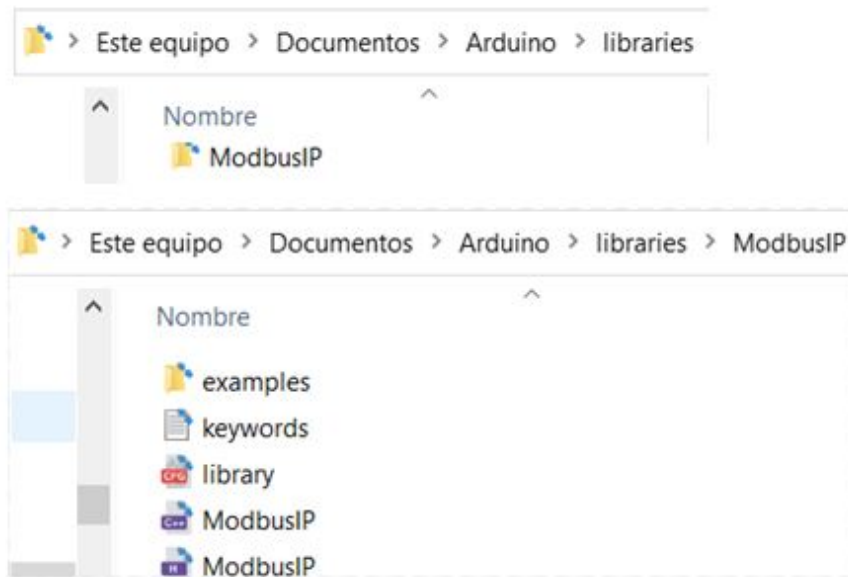 > Este equipo > Documentos > Arduino > libraries
Nombre
ModbusIP
> Este equipo > Documentos > Arduino > libraries > ModbusIP
Nombre
examples
keywords
CFG library
C++ ModbusIP
H ModbusIP